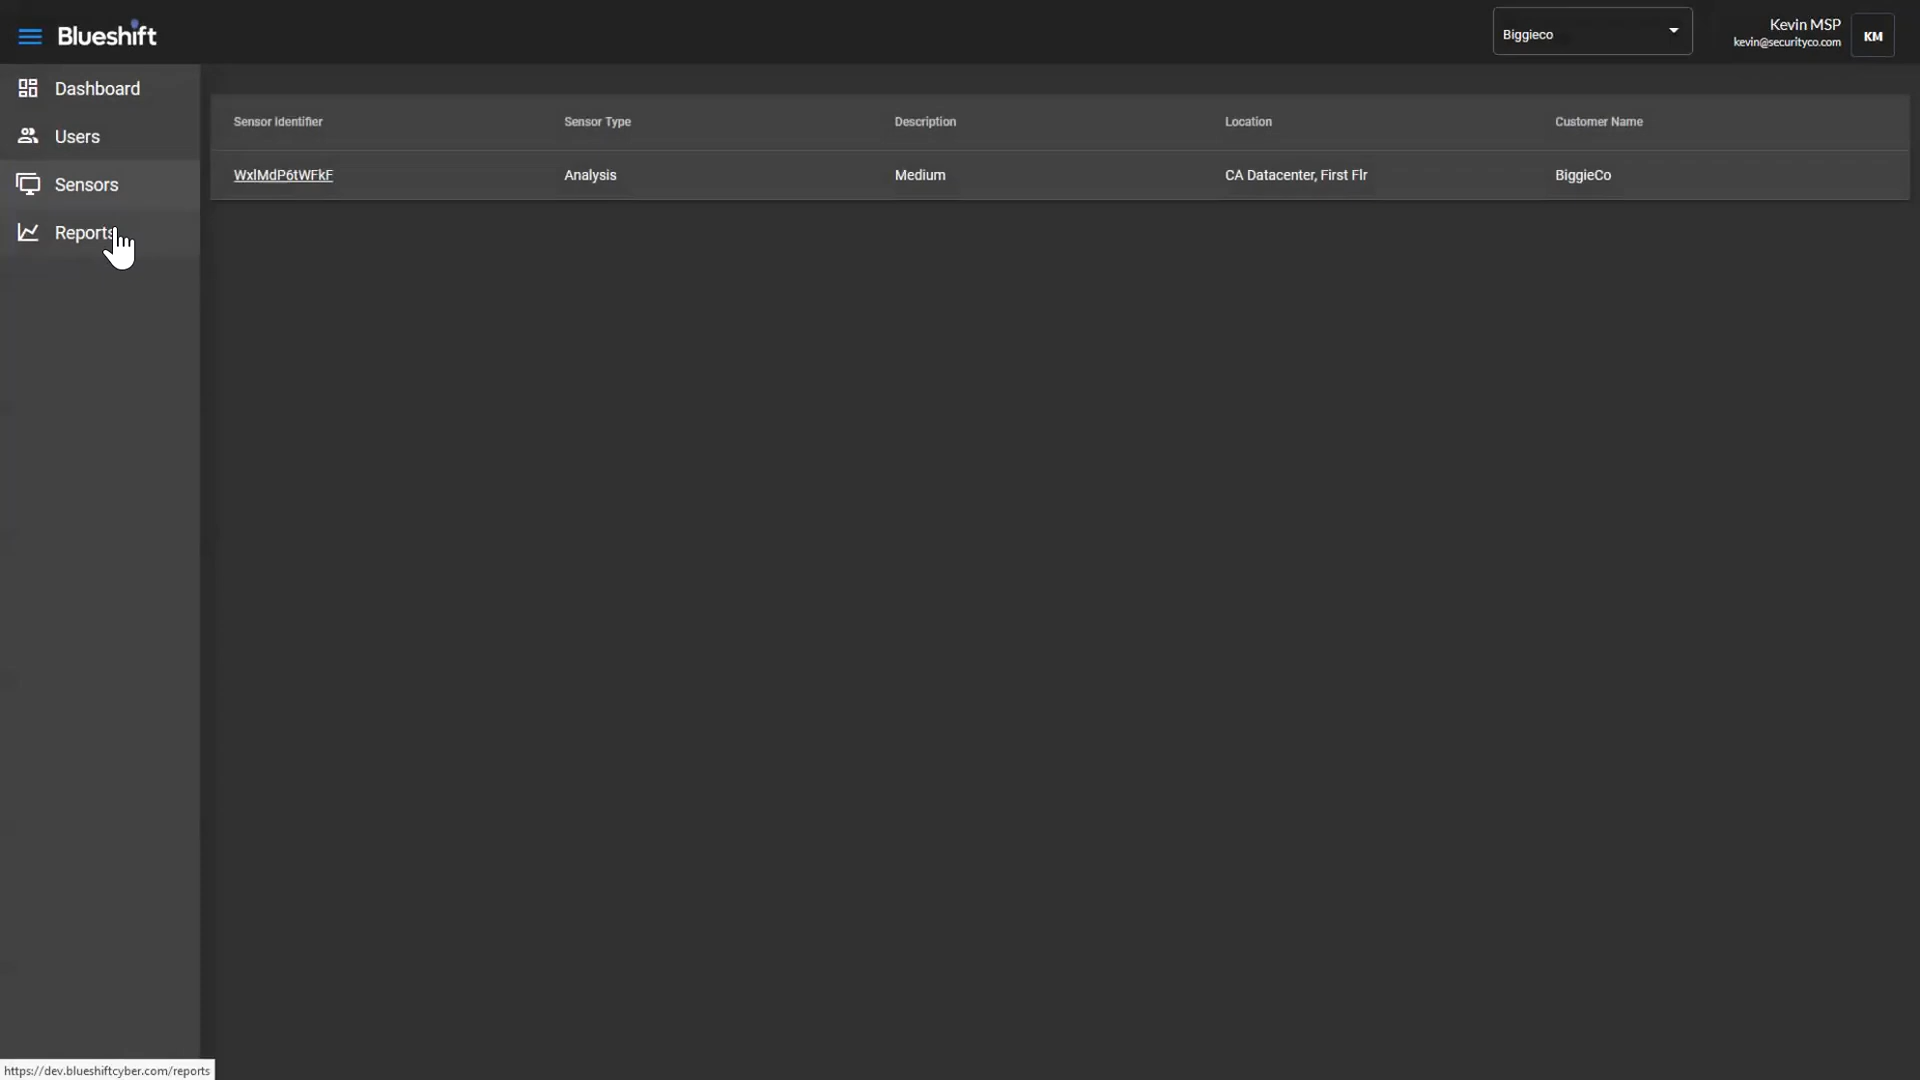 Blueshift
Biggieco
Kevin MSP
kevin@securityco.com
KM
Dashboard
Users
Sensors
Reports
Sensor Identifier Sensor Type Description Location Customer Name
WxlMdP6tWFkF Analysis Medium CA Datacenter, First Flr BiggieCo
https://dev.blueshiftcyber.com/reports